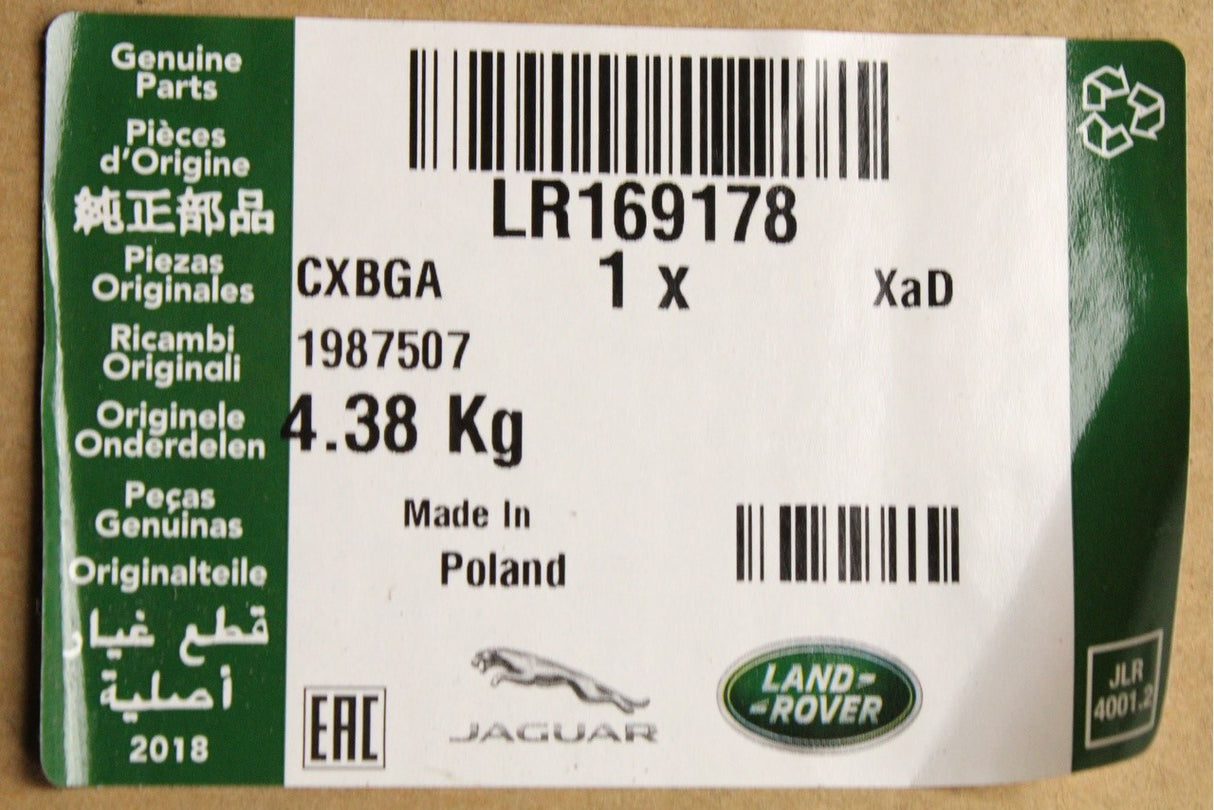 Genuine
Parts
Pièces
d'Origine
純正部品
Piezas
Originales
Ricambi
Originali
Originele
Onderdelen
Peças
Genuinas
Originalteile
قطع غيار
أصلية
2018
LR169178
CXBGA 1 x XaD
1987507
4.38 Kg
Made In
Poland
EAC
JAGUAR
LAND-
-ROVER
JLR
4001.2